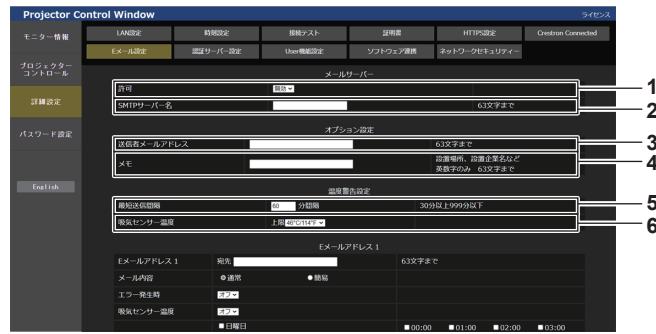 Projector Control Window
ライセンス
モニター情報
プロジェクター
コントロール
詳細設定
パスワード設定
English
LAN設定 時刻設定 接続テスト 証明書 HTTPS設定 Crestron Connected
Eメール設定 認証サーバー設定 User機能設定 ソフトウェア連携 ネットワークセキュリティー
メールサーバー
許可 無効 1
SMTPサーバー名 63文字まで 2
オプション設定
送信者メールアドレス 63文字まで 3
メモ 設置場所、設置企業名など 4
英数字のみ 63文字まで
温度警告設定
最短送信間隔 60 分間隔 30分以上999分以下 5
吸気センサー温度 上限 46°C/114°F 6
Eメールアドレス 1
Eメールアドレス 1 宛先 63文字まで
メール内容 通常 簡易
エラー発生時 オフ
吸気センサー温度 オフ
日曜日 00:00 01:00 02:00 03:00